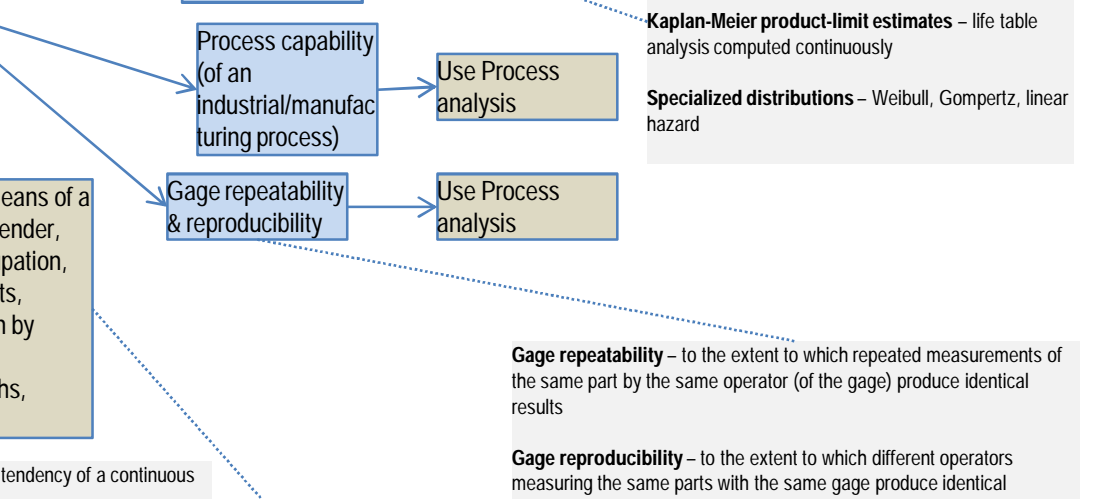 Kaplan-Meier product-limit estimates – life table
analysis computed continuously
Specialized distributions – Weibull, Gompertz, linear
hazard
Process capability
(of an
industrial/manufac
turing process)
Use Process
analysis
Gage repeatability
& reproducibility
Use Process
analysis
eans of a
ender,
pation,
ts,
n by
hs,
Gage repeatability – to the extent to which repeated measurements of
the same part by the same operator (of the gage) produce identical
results
Gage reproducibility – to the extent to which different operators
measuring the same parts with the same gage produce identical
tendency of a continuous